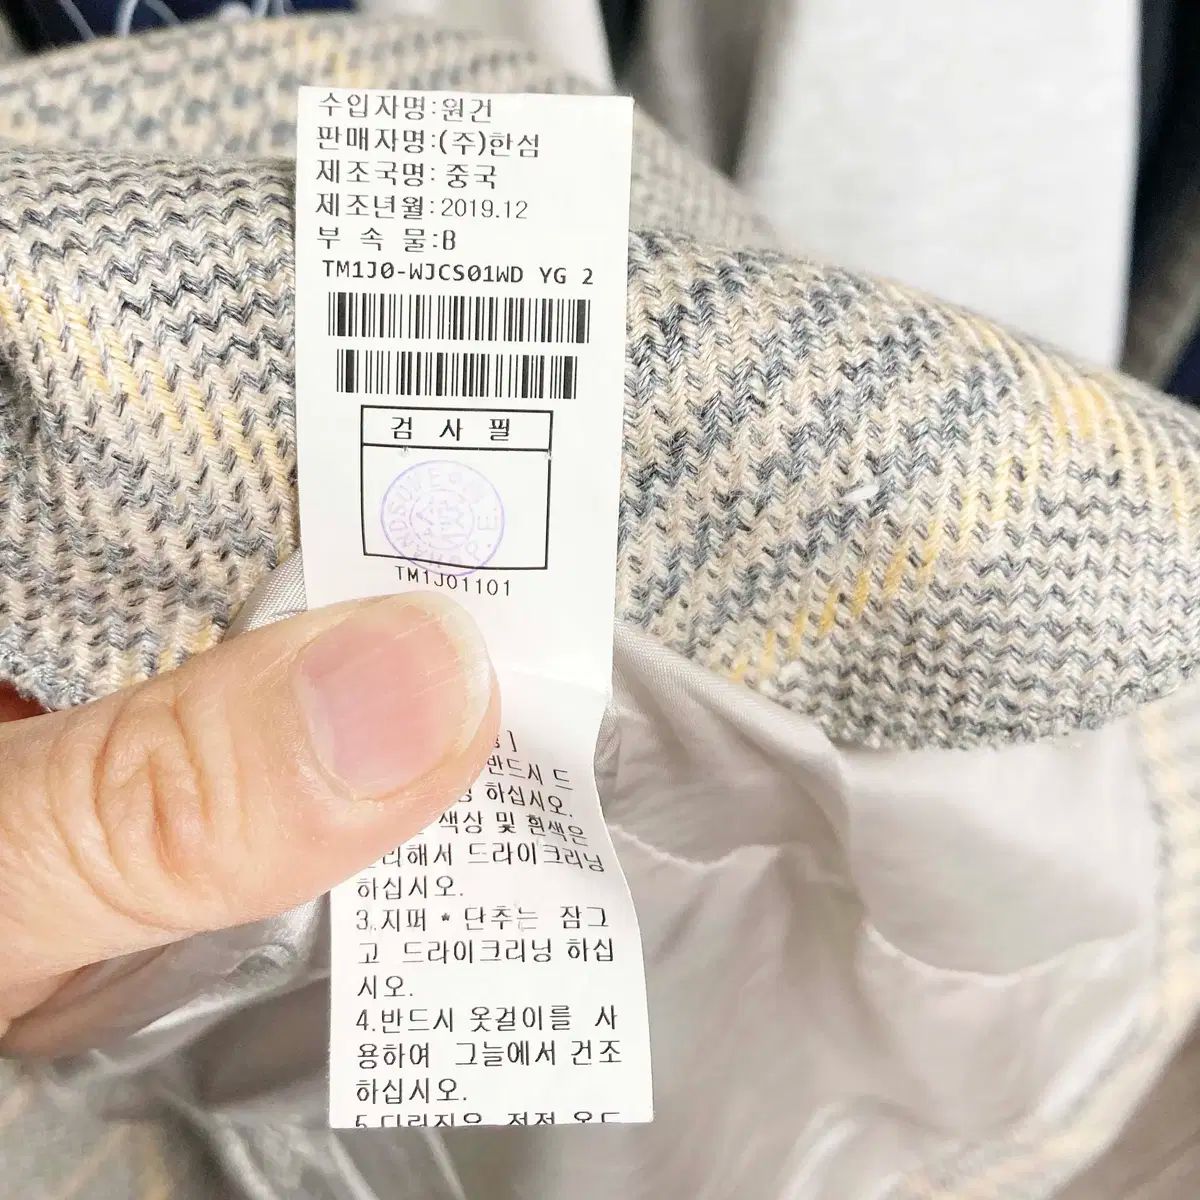 수입자명:원건
판매자명:(주)한섬
제조국명: 중국
제조년월:2019.12
부 속 물:B
TM1J0-WJCS01WD YG 2
검 사 필
TM1J01101
]
반드시 드
하십시오.
색상 및 흰색은
드라이크리닝
하십시오.
3.지퍼 * 단추는 잠그
고 드라이크리닝 하십
시오.
4.반드시 옷걸이를 사
용하여 그늘에서 건조
하십시오.